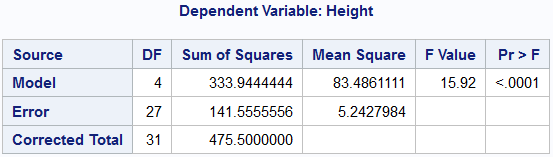 Dependent Variable: Height
Source DF Sum of Squares Mean Square F Value Pr > F
Model 4 333.9444444 83.4861111 15.92 <.0001
Error 27 141.5555556 5.2427984
Corrected Total 31 475.5000000